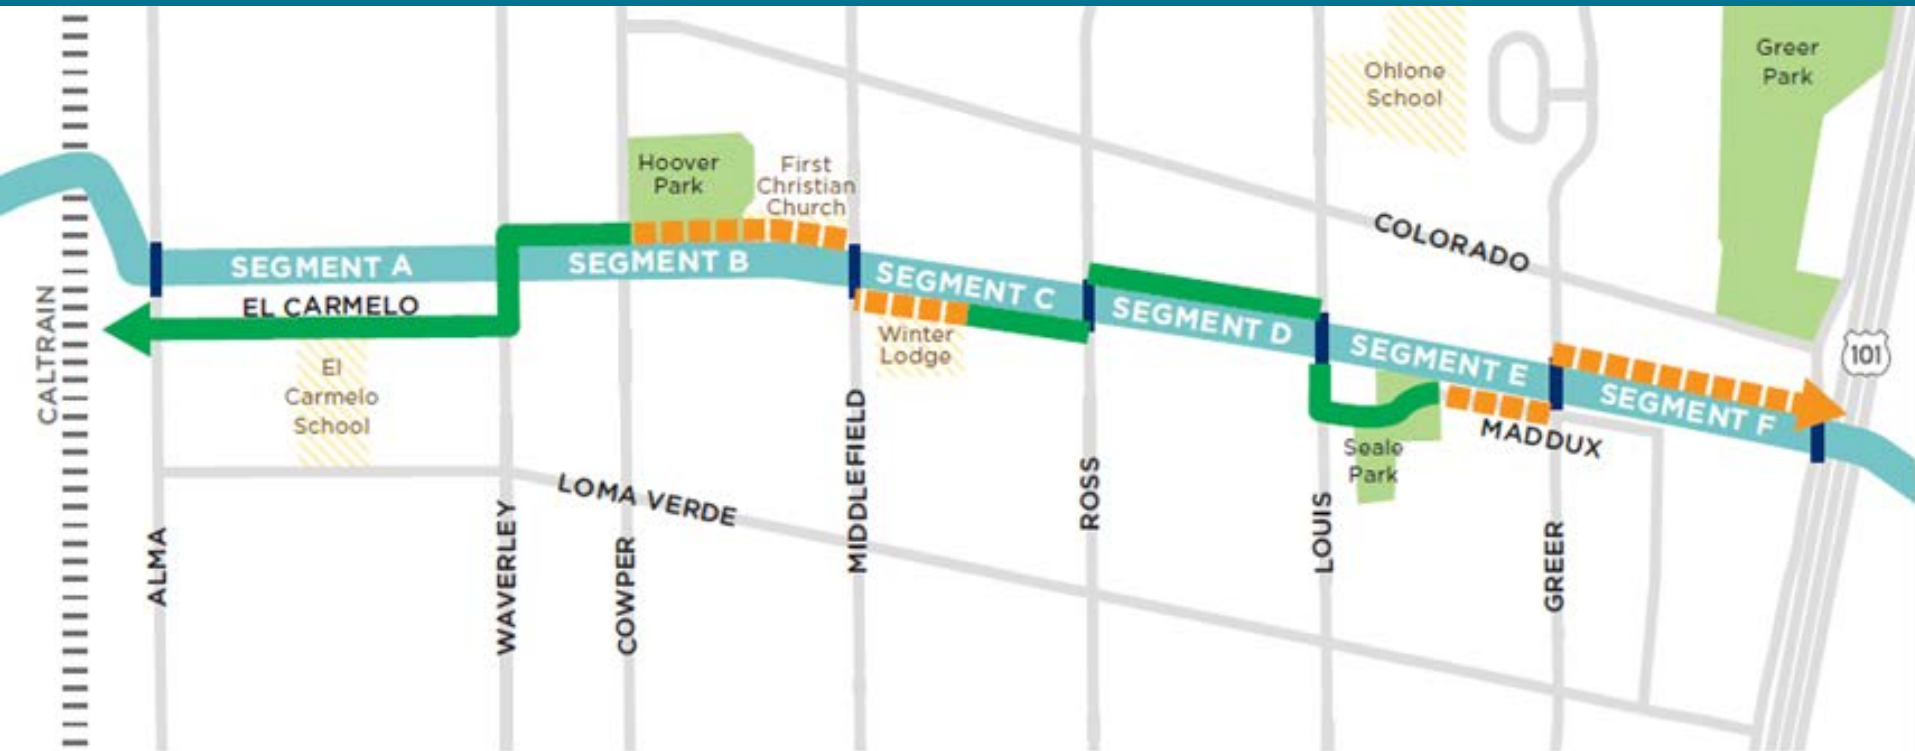 Greer
Park
Ohlone
School
Hoover
Park
First
Christian
Church
COLORADO
SEGMENT A
SEGMENT B
SEGMENT C
SEGMENT D
SEGMENT E
SEGMENT F
EL CARMELO
El
Carmelo
School
Winter
Lodge
Seale
Park
MADDUX
101
CALTRAIN
LOMA VERDE
ALMA
WAVERLEY
COWPER
MIDDLEFIELD
ROSS
LOUIS
GREER